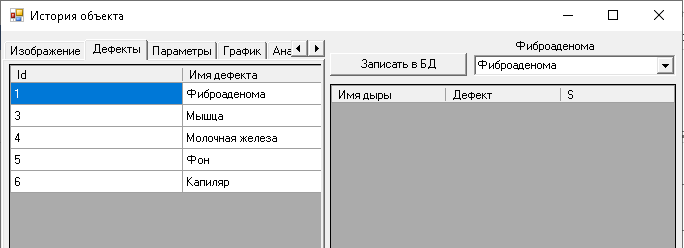 История объекта
Изображение Дефекты Параметры График Ана
Id Имя дефекта
1 Фиброаденома
3 Мышца
4 Молочная железа
5 Фон
6 Капиляр
Фиброаденома
Записать в БД Фиброаденома
Имя дыры Дефект S